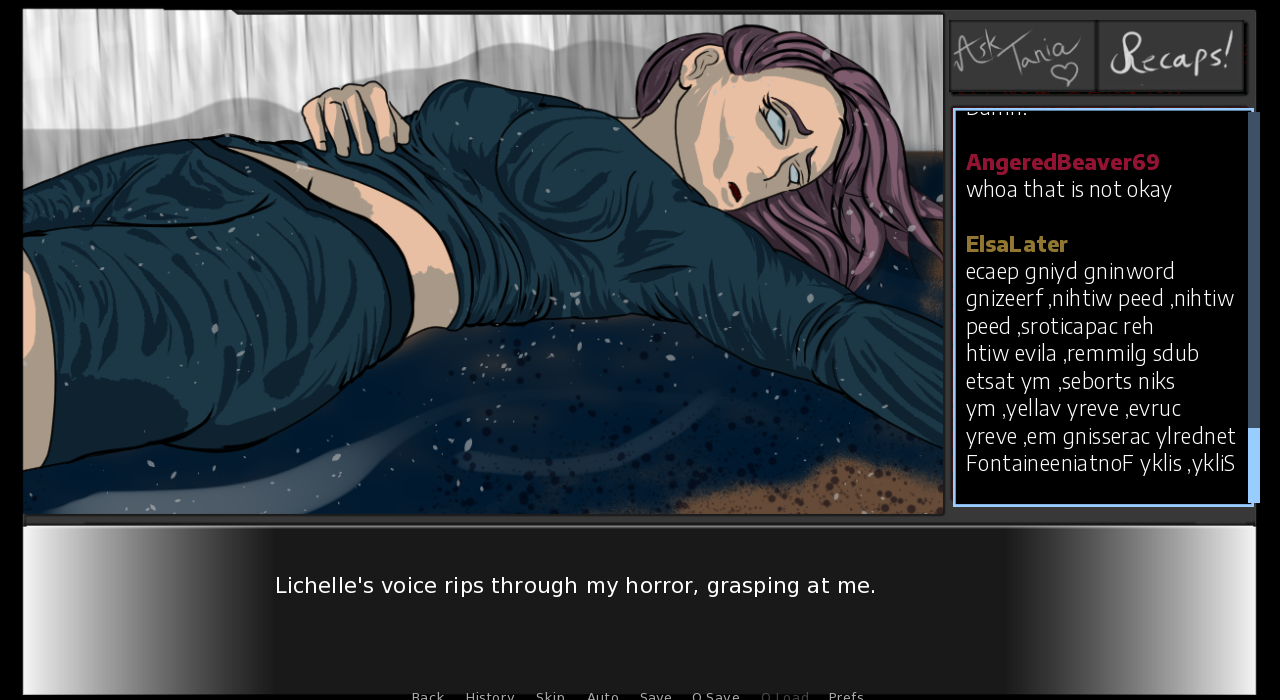 Ask Tania
Recaps!
Damn!
AngeredBeaver69
whoa that is not okay
ElsaLater
ecaep gniyd gninword
gnizeerf ,nihtiw peed ,nihtiw
peed ,sroticapac reh
htiw evila ,remmilg sdub
etsat ym ,seborts niks
ym ,yellav yreve ,evruc
yreve ,em gnisserac ylrednet
FontaineeniatnoF yklis ,ykliS
Lichelle's voice rips through my horror, grasping at me.
Back History Skip Auto Save Q.Save Q.Load Prefs